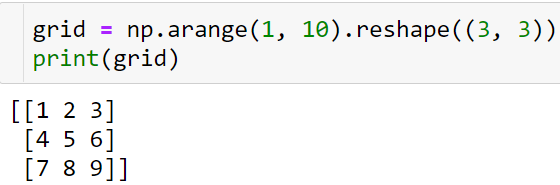 grid = np.arange(1, 10).reshape((3, 3))
print(grid)
[[1 2 3]
 [4 5 6]
 [7 8 9]]